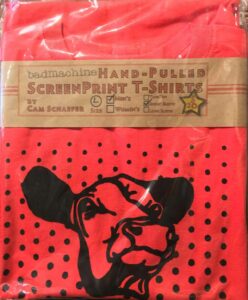 badmachine Hand-Pulled
ScreenPrint T-Shirts
by
Cam Schaefer
L
Size
Men's
Women's